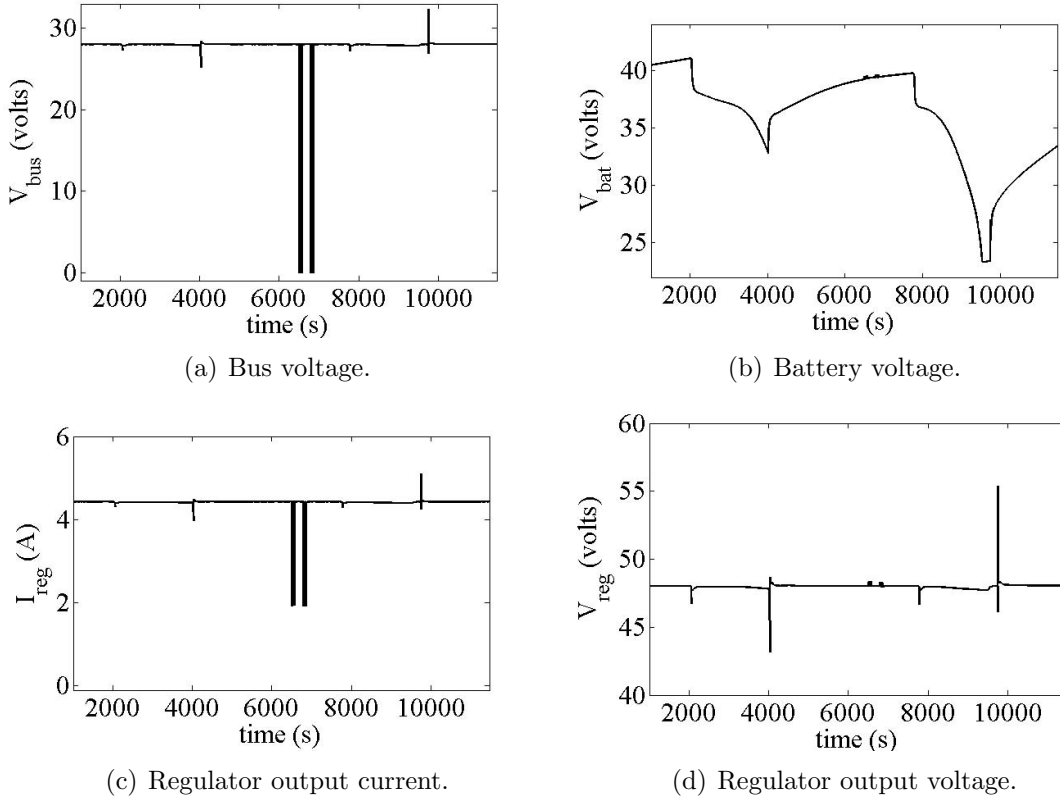 30
20
10
0
V_bus (volts)
2000 4000 6000 8000 10000
time (s)
(a) Bus voltage.
40
35
30
25
V_bat (volts)
2000 4000 6000 8000 10000
time (s)
(b) Battery voltage.
6
4
2
0
I_reg (A)
2000 4000 6000 8000 10000
time (s)
(c) Regulator output current.
60
55
50
45
40
V_reg (volts)
2000 4000 6000 8000 10000
time (s)
(d) Regulator output voltage.